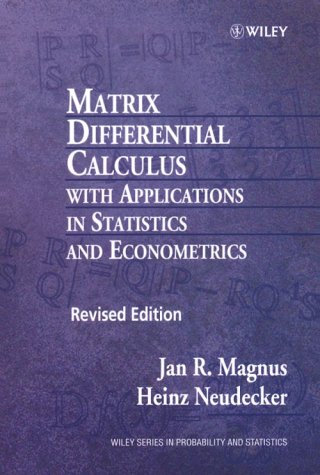 WILEY
MATRIX
DIFFERENTIAL
CALCULUS
WITH APPLICATIONS
IN STATISTICS
AND ECONOMETRICS
Revised Edition
Jan R. Magnus
Heinz Neudecker
WILEY SERIES IN PROBABILITY AND STATISTICS